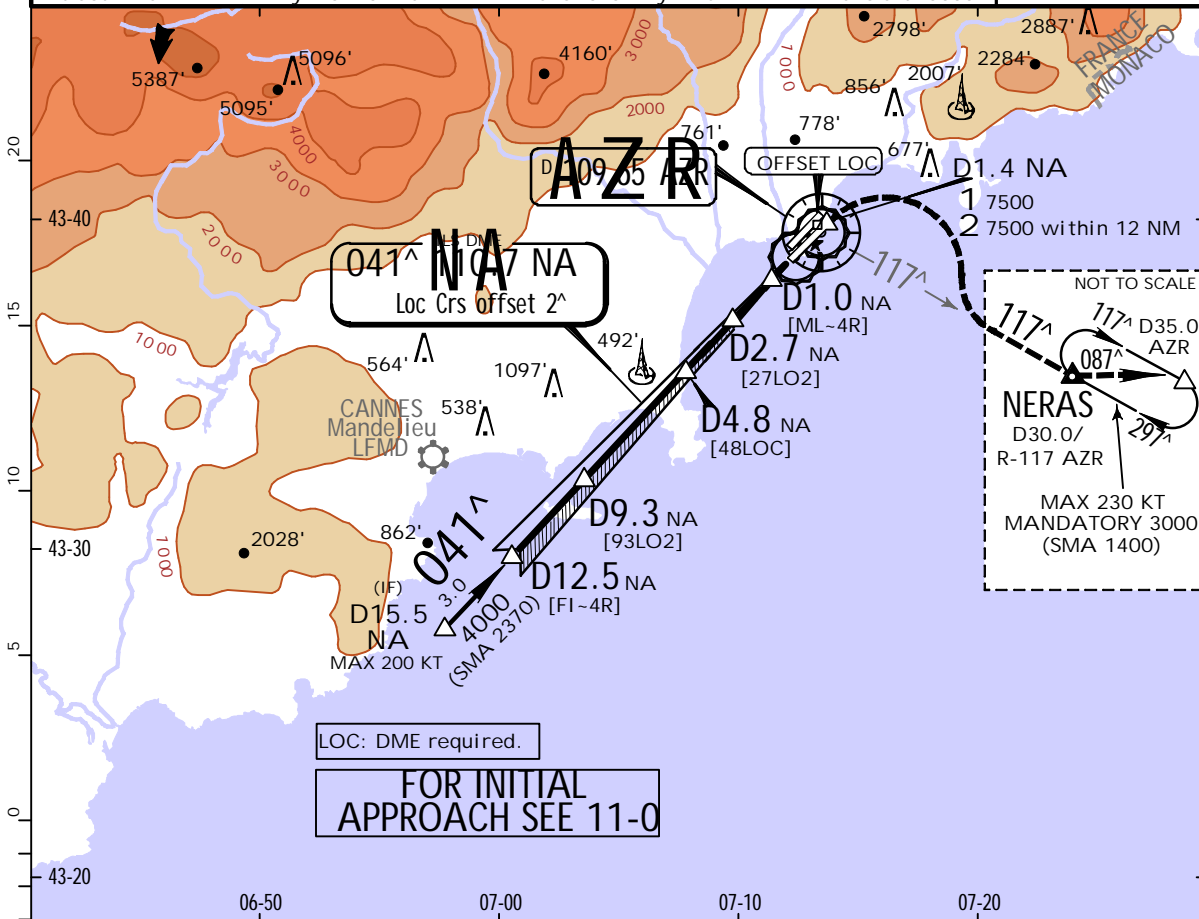 5387'
5096'
5095'
4160'
3000
2000
1000
2798'
2887'
FRANCE
MONACO
2284'
2007'
856'
677'
778'
761'
4000
3000
2000
1000
1000
OFFSET LOC
D 109.65 AZR
AZR
D1.4 NA
1 7500
2 7500 within 12 NM
ILS DME
041^ 110.7 NA
NA
Loc Crs offset 2^
117^
D1.0 NA
[ML~4R]
D2.7 NA
[27LO2]
D4.8 NA
[48LOC]
D9.3 NA
[93LO2]
D12.5 NA
[FI~4R]
NOT TO SCALE
117^
117^
D35.0
AZR
087^
297^
NERAS
D30.0/
R-117 AZR
MAX 230 KT
MANDATORY 3000
(SMA 1400)
564'
492'
1097'
538'
CANNES
Mandelieu
LFMD
2028'
862'
041^
3.0
4000
(SMA 2370)
(IF)
D15.5
NA
MAX 200 KT
LOC: DME required.
FOR INITIAL
APPROACH SEE 11-0
20
15
10
5
0
43-40
43-30
43-20
06-50
07-00
07-10
07-20